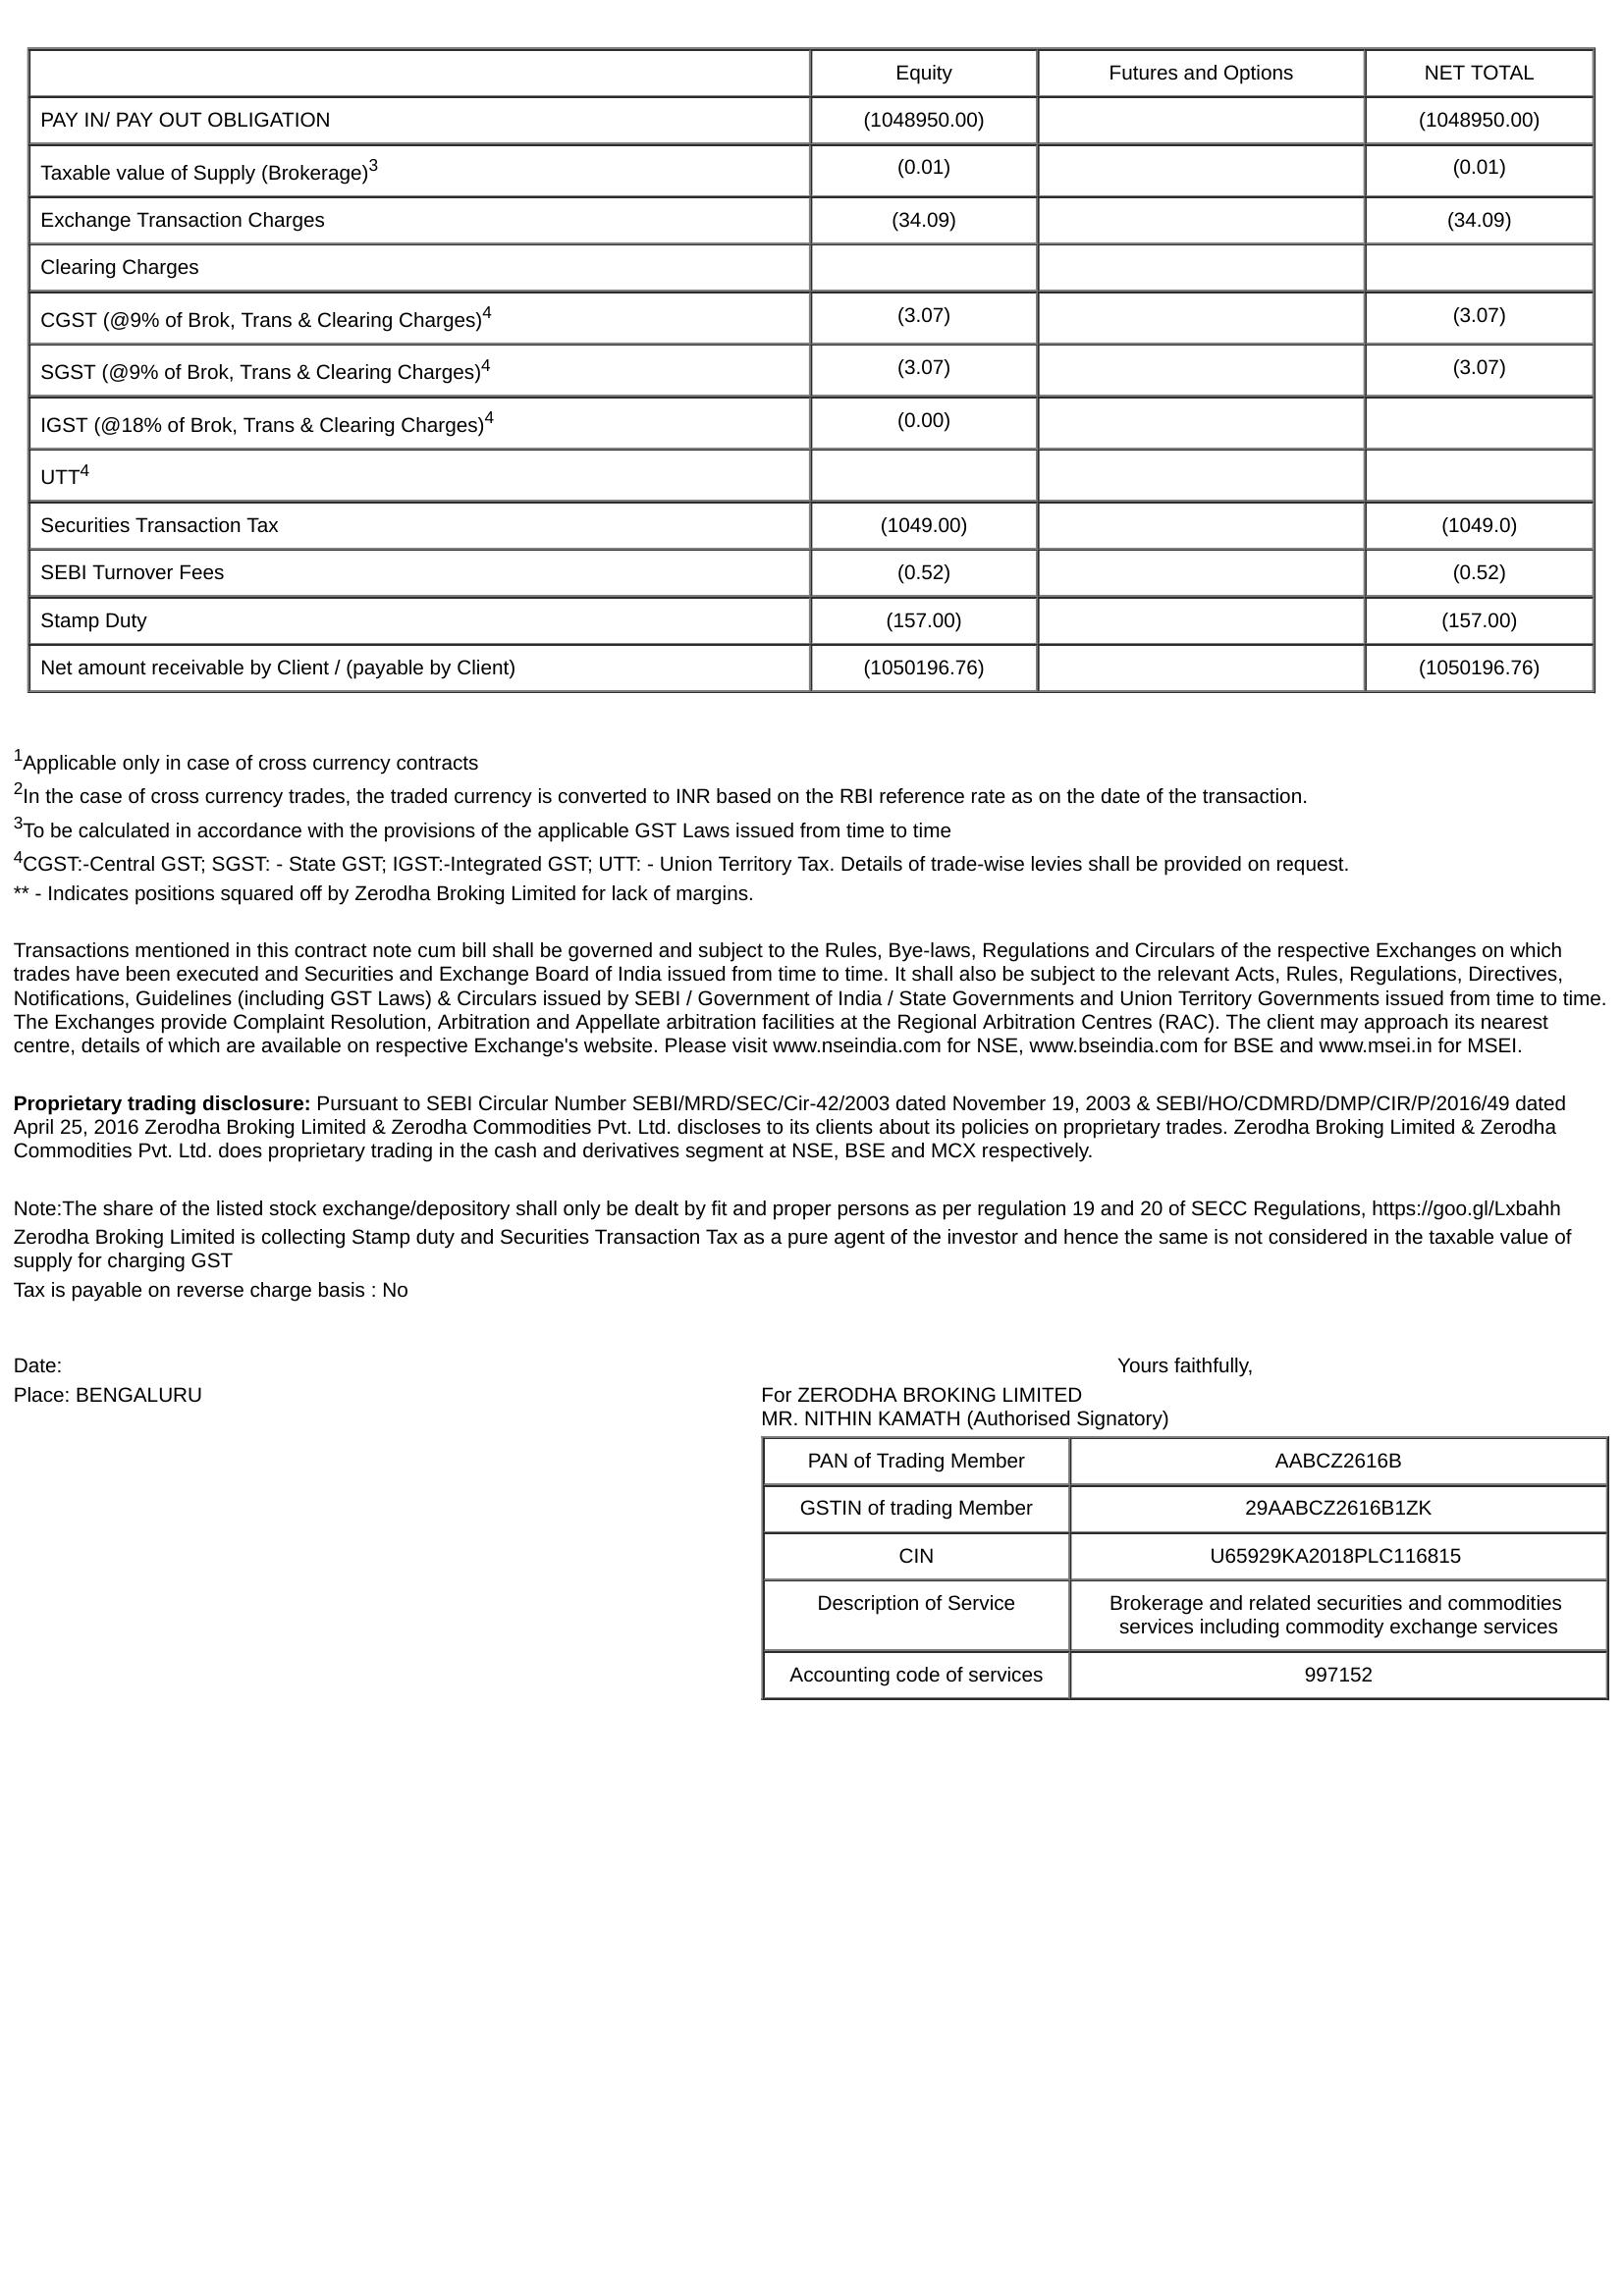 Equity Futures and Options NET TOTAL
PAY IN/ PAY OUT OBLIGATION (1048950.00) (1048950.00)
Taxable value of Supply (Brokerage)3 (0.01) (0.01)
Exchange Transaction Charges (34.09) (34.09)
Clearing Charges
CGST (@9% of Brok, Trans & Clearing Charges)4 (3.07) (3.07)
SGST (@9% of Brok, Trans & Clearing Charges)4 (3.07) (3.07)
IGST (@18% of Brok, Trans & Clearing Charges)4 (0.00)
UTT4
Securities Transaction Tax (1049.00) (1049.0)
SEBI Turnover Fees (0.52) (0.52)
Stamp Duty (157.00) (157.00)
Net amount receivable by Client / (payable by Client) (1050196.76) (1050196.76)
1Applicable only in case of cross currency contracts
2In the case of cross currency trades, the traded currency is converted to INR based on the RBI reference rate as on the date of the transaction.
3To be calculated in accordance with the provisions of the applicable GST Laws issued from time to time
4CGST:-Central GST; SGST: - State GST; IGST:-Integrated GST; UTT: - Union Territory Tax. Details of trade-wise levies shall be provided on request.
** - Indicates positions squared off by Zerodha Broking Limited for lack of margins.
Transactions mentioned in this contract note cum bill shall be governed and subject to the Rules, Bye-laws, Regulations and Circulars of the respective Exchanges on which
trades have been executed and Securities and Exchange Board of India issued from time to time. It shall also be subject to the relevant Acts, Rules, Regulations, Directives,
Notifications, Guidelines (including GST Laws) & Circulars issued by SEBI / Government of India / State Governments and Union Territory Governments issued from time to time.
The Exchanges provide Complaint Resolution, Arbitration and Appellate arbitration facilities at the Regional Arbitration Centres (RAC). The client may approach its nearest
centre, details of which are available on respective Exchange's website. Please visit www.nseindia.com for NSE, www.bseindia.com for BSE and www.msei.in for MSEI.
Proprietary trading disclosure: Pursuant to SEBI Circular Number SEBI/MRD/SEC/Cir-42/2003 dated November 19, 2003 & SEBI/HO/CDMRD/DMP/CIR/P/2016/49 dated
April 25, 2016 Zerodha Broking Limited & Zerodha Commodities Pvt. Ltd. discloses to its clients about its policies on proprietary trades. Zerodha Broking Limited & Zerodha
Commodities Pvt. Ltd. does proprietary trading in the cash and derivatives segment at NSE, BSE and MCX respectively.
Note:The share of the listed stock exchange/depository shall only be dealt by fit and proper persons as per regulation 19 and 20 of SECC Regulations, https://goo.gl/Lxbahh
Zerodha Broking Limited is collecting Stamp duty and Securities Transaction Tax as a pure agent of the investor and hence the same is not considered in the taxable value of
supply for charging GST
Tax is payable on reverse charge basis : No
Date: Yours faithfully,
Place: BENGALURU For ZERODHA BROKING LIMITED
MR. NITHIN KAMATH (Authorised Signatory)
PAN of Trading Member AABCZ2616B
GSTIN of trading Member 29AABCZ2616B1ZK
CIN U65929KA2018PLC116815
Description of Service Brokerage and related securities and commodities
services including commodity exchange services
Accounting code of services 997152